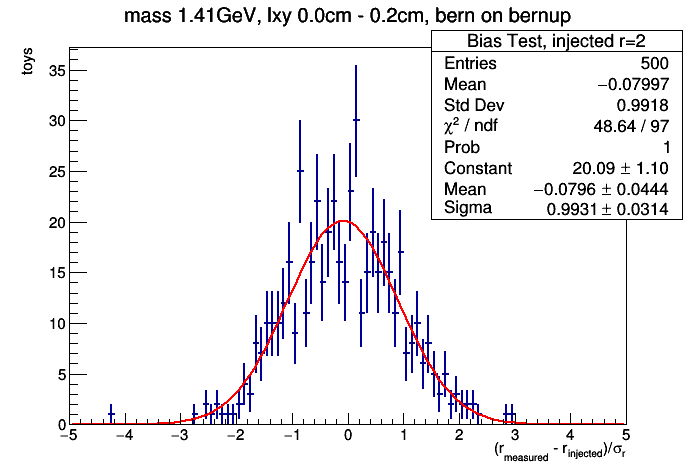 mass 1.41GeV, lxy 0.0cm - 0.2cm, bern on bernup
Bias Test, injected r=2
Entries 500
Mean −0.07997
Std Dev 0.9918
χ² / ndf 48.64 / 97
Prob 1
Constant 20.09 ± 1.10
Mean −0.0796 ± 0.0444
Sigma 0.9931 ± 0.0314
toys
35
30
25
20
15
10
5
0
−5 −4 −3 −2 −1 0 1 2 3 4 5
(r_measured - r_injected)/σ_r